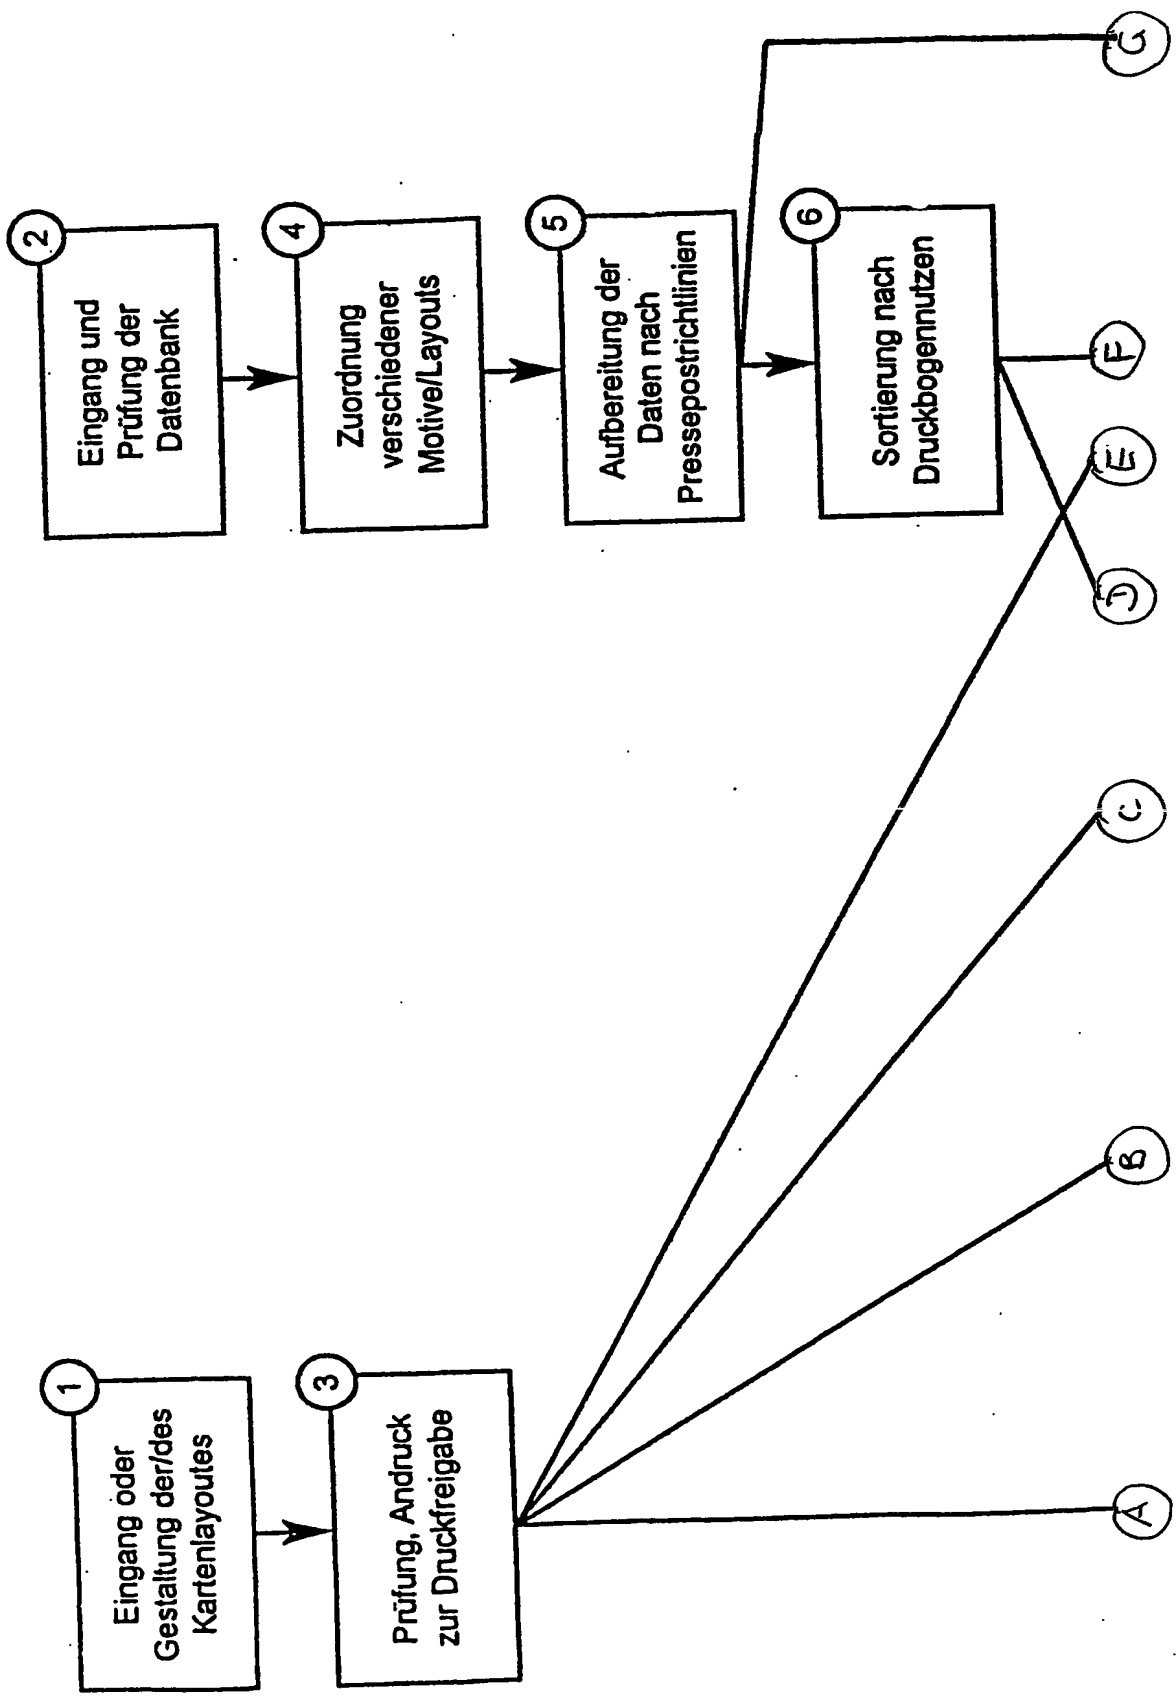 1
Eingang oder
Gestaltung der/des
Kartenlayoutes
3
Prüfung, Andruck
zur Druckfreigabe
2
Eingang und
Prüfung der
Datenbank
4
Zuordnung
verschiedener
Motive/Layouts
5
Aufbereitung der
Daten nach
Pressepostrichtlinien
6
Sortierung nach
Druckbogennutzen
A
B
C
D
E
F
G